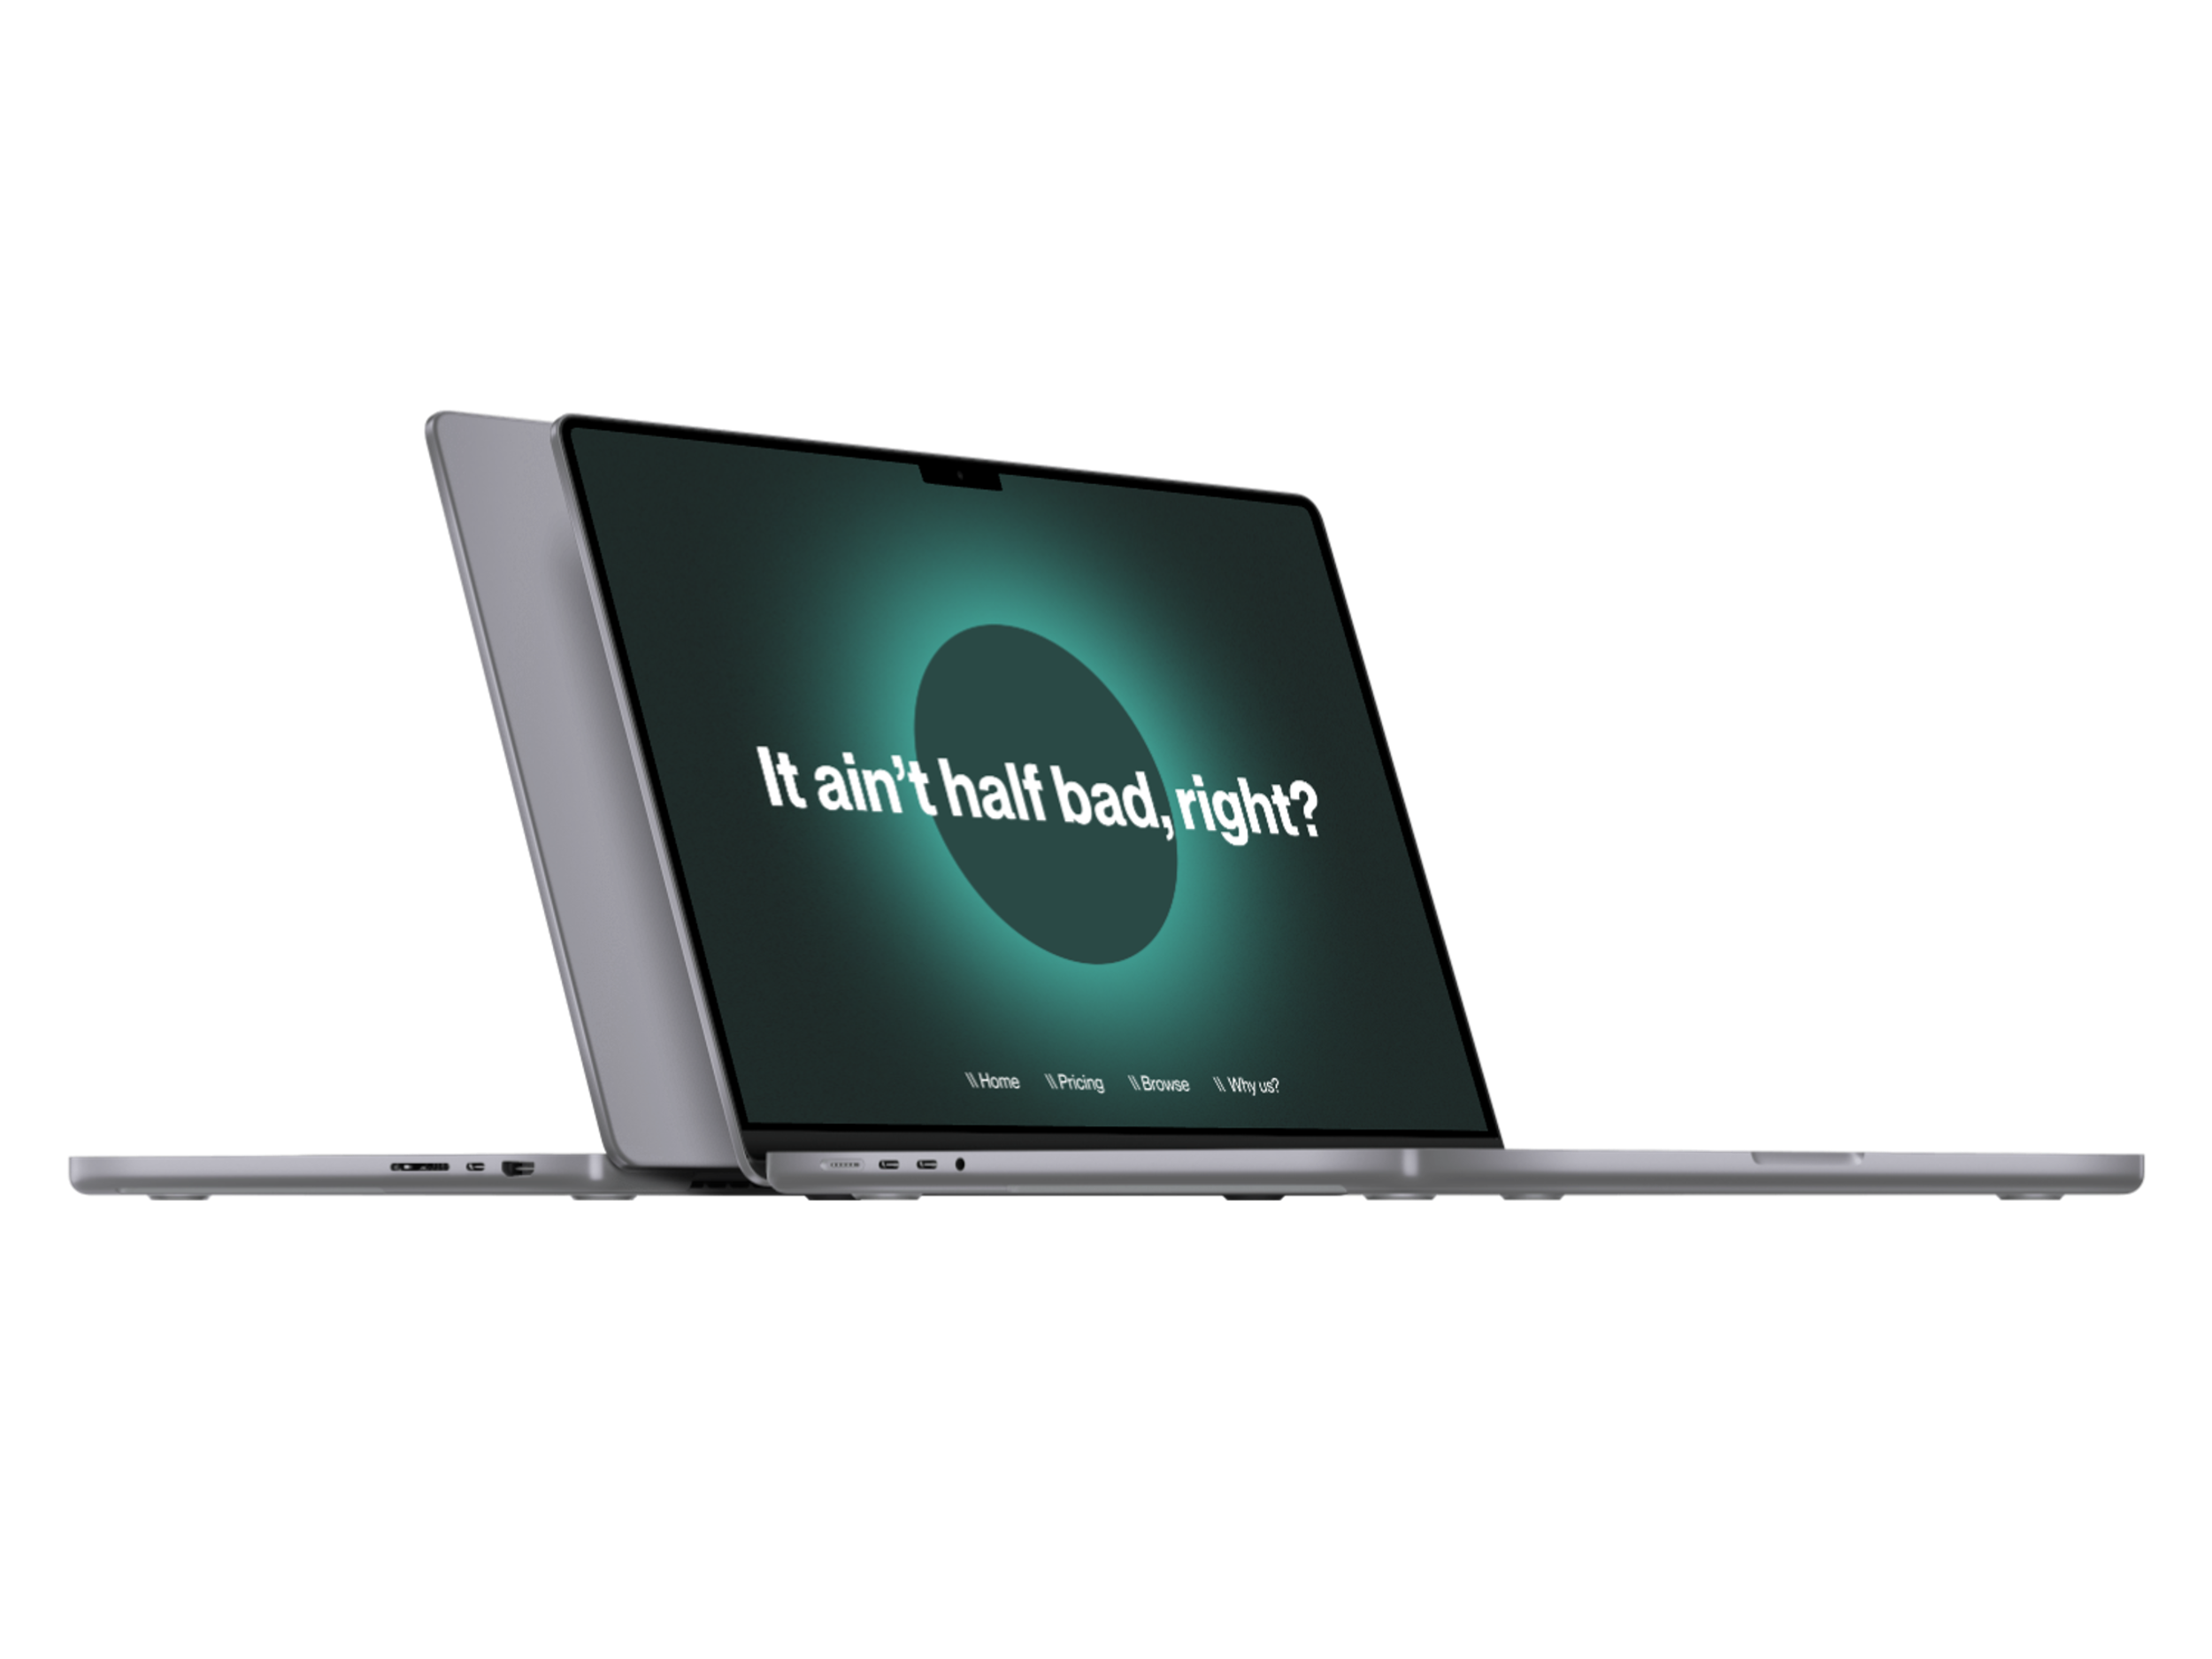 It ain’t half bad, right?
\\ Home \\ Pricing \\ Browse \\ Why us?